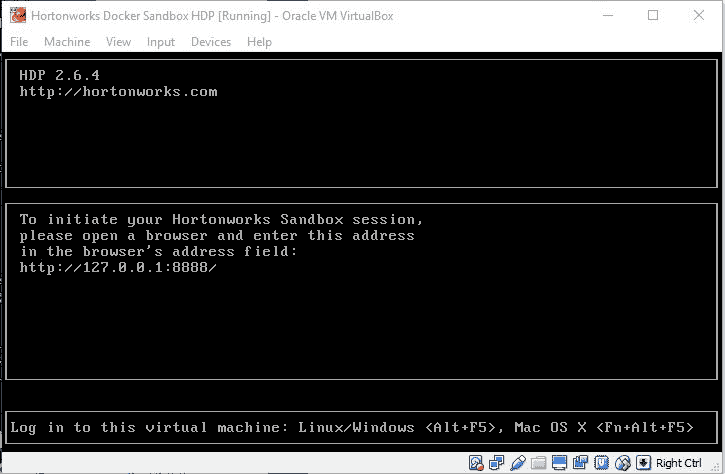 Hortonworks Docker Sandbox HDP [Running] - Oracle VM VirtualBox
File Machine View Input Devices Help
HDP 2.6.4
http://hortonworks.com
To initiate your Hortonworks Sandbox session,
please open a browser and enter this address
in the browser's address field:
http://127.0.0.1:8888/
Log in to this virtual machine: Linux/Windows <Alt+F5>, Mac OS X <Fn+Alt+F5>
Right Ctrl